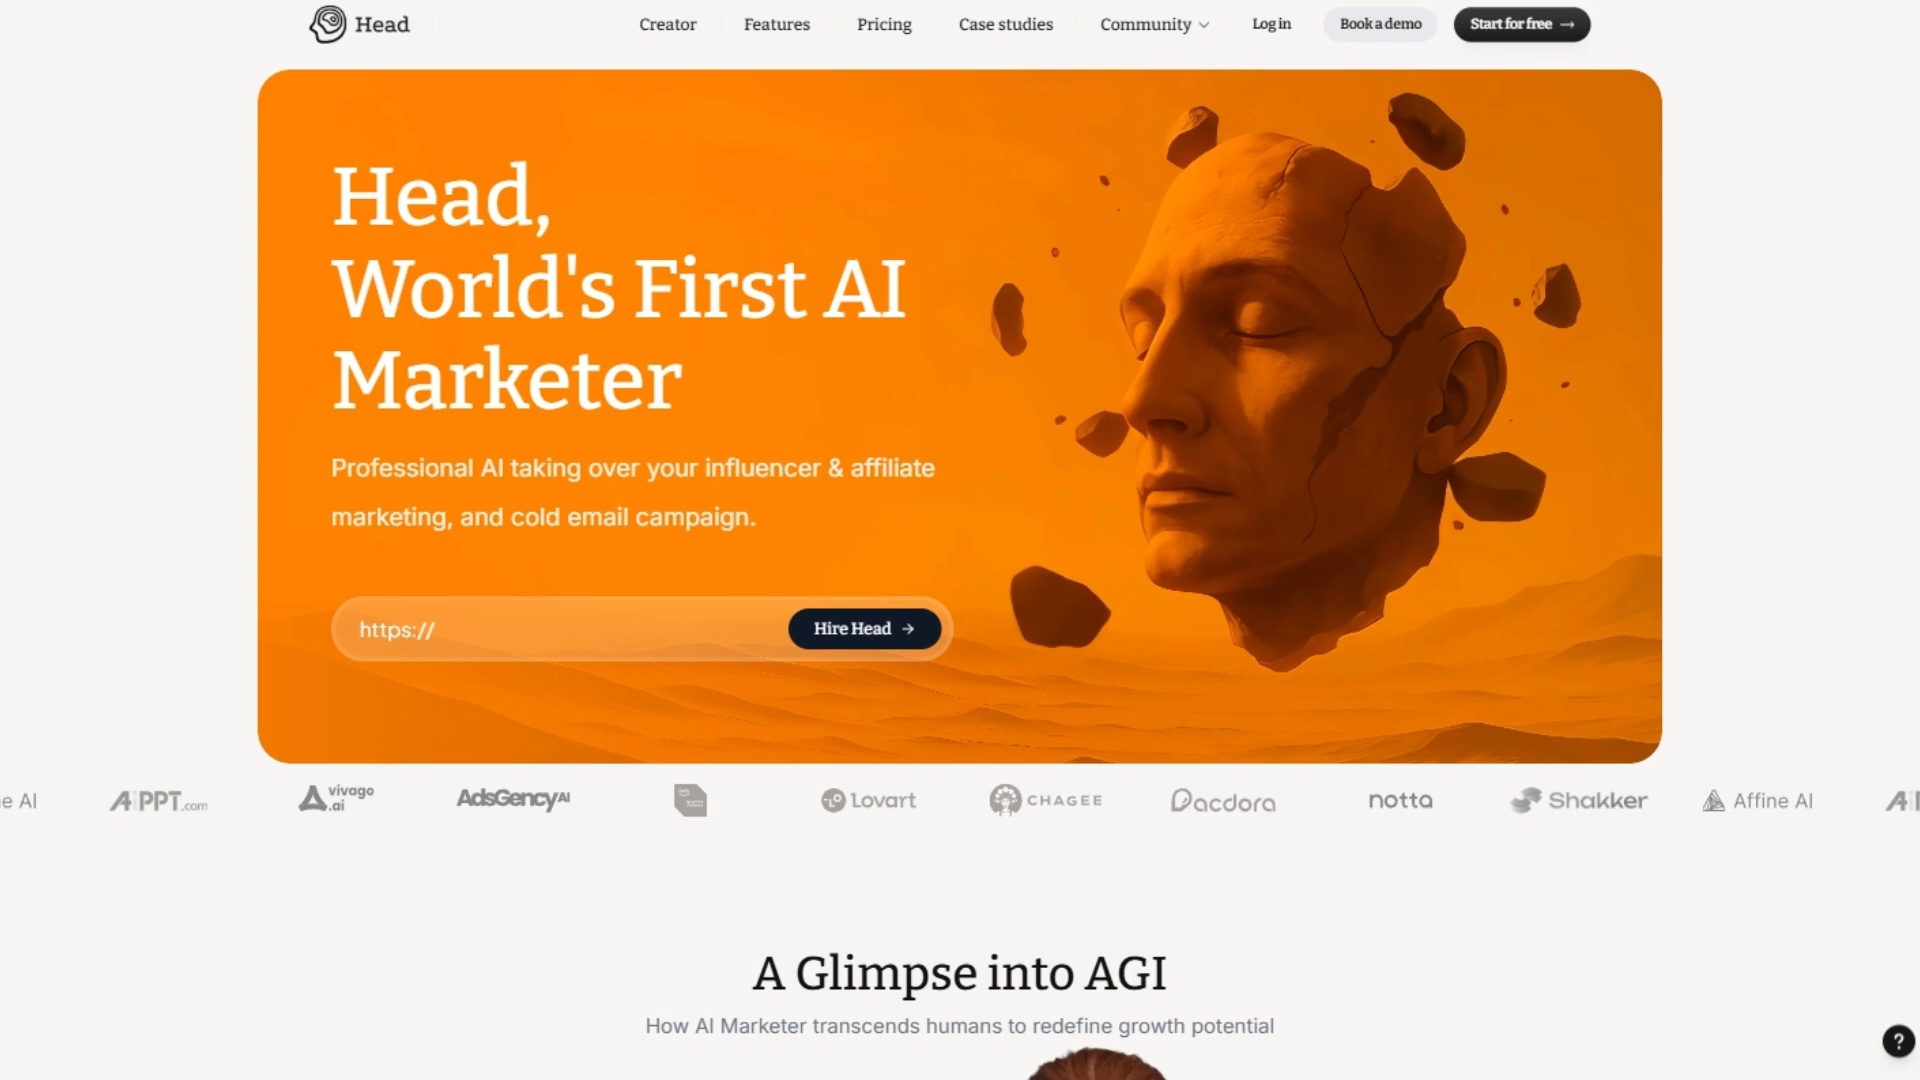 Head
Creator
Features
Pricing
Case studies
Community
Log in
Book a demo
Start for free →
Head,
World's First AI
Marketer
Professional AI taking over your influencer & affiliate
marketing, and cold email campaign.
https://
Hire Head →
e AI
AiPPT.com
vivago
.ai
AdsGency AI
Lovart
CHAGEE
Pacdora
notta
Shakker
Affine AI
A Glimpse into AGI
How AI Marketer transcends humans to redefine growth potential
?